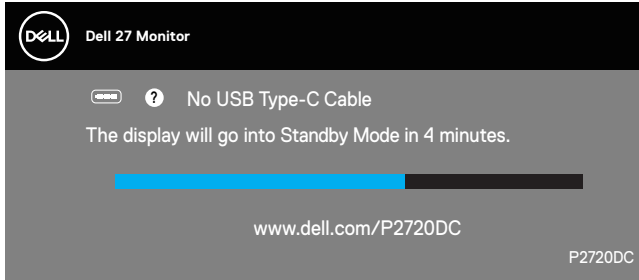 DELL
Dell 27 Monitor
? No USB Type-C Cable
The display will go into Standby Mode in 4 minutes.
www.dell.com/P2720DC
P2720DC